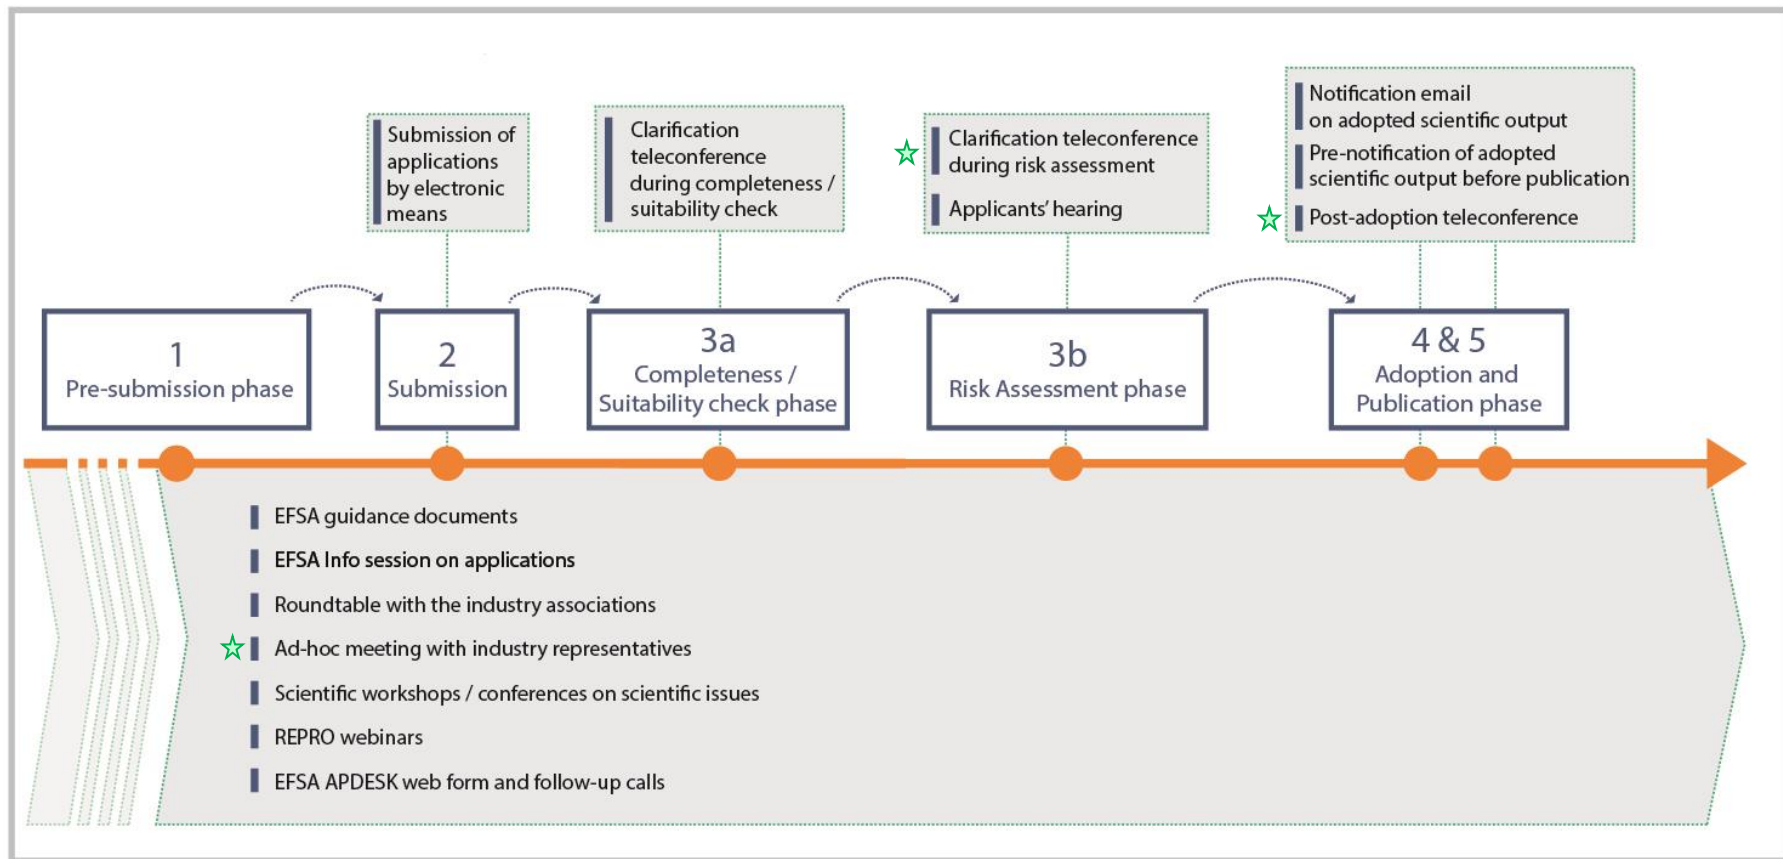 Submission of
applications
by electronic
means
Clarification
teleconference
during completeness /
suitability check
Clarification teleconference
during risk assessment
Applicants' hearing
Notification email
on adopted scientific output
Pre-notification of adopted
scientific output before publication
Post-adoption teleconference
1
Pre-submission phase
2
Submission
3a
Completeness /
Suitability check phase
3b
Risk Assessment phase
4 & 5
Adoption and
Publication phase
EFSA guidance documents
EFSA Info session on applications
Roundtable with the industry associations
Ad-hoc meeting with industry representatives
Scientific workshops / conferences on scientific issues
REPRO webinars
EFSA APDESK web form and follow-up calls